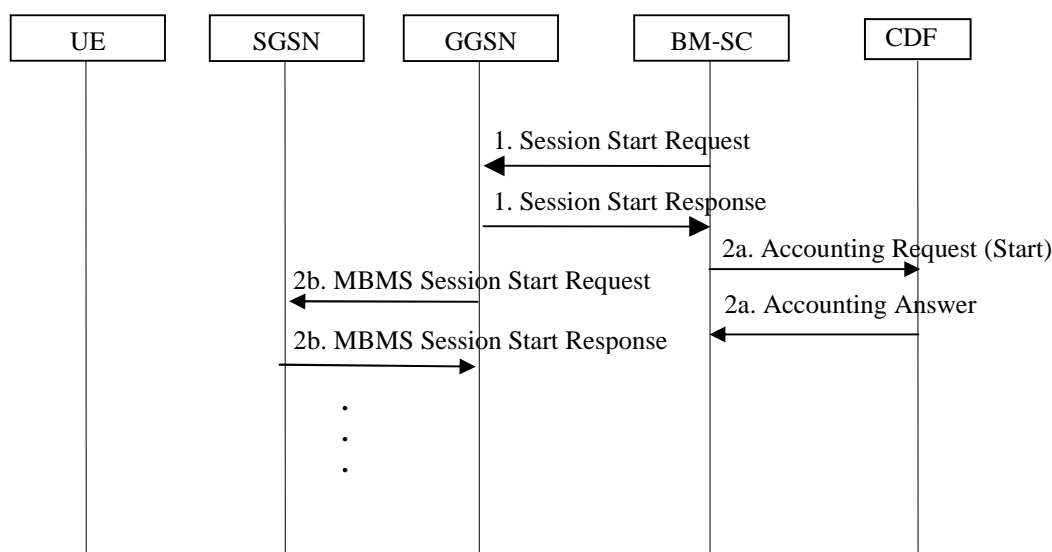 UE
SGSN
GGSN
BM-SC
CDF
1. Session Start Request
1. Session Start Response
2a. Accounting Request (Start)
2b. MBMS Session Start Request
2a. Accounting Answer
2b. MBMS Session Start Response